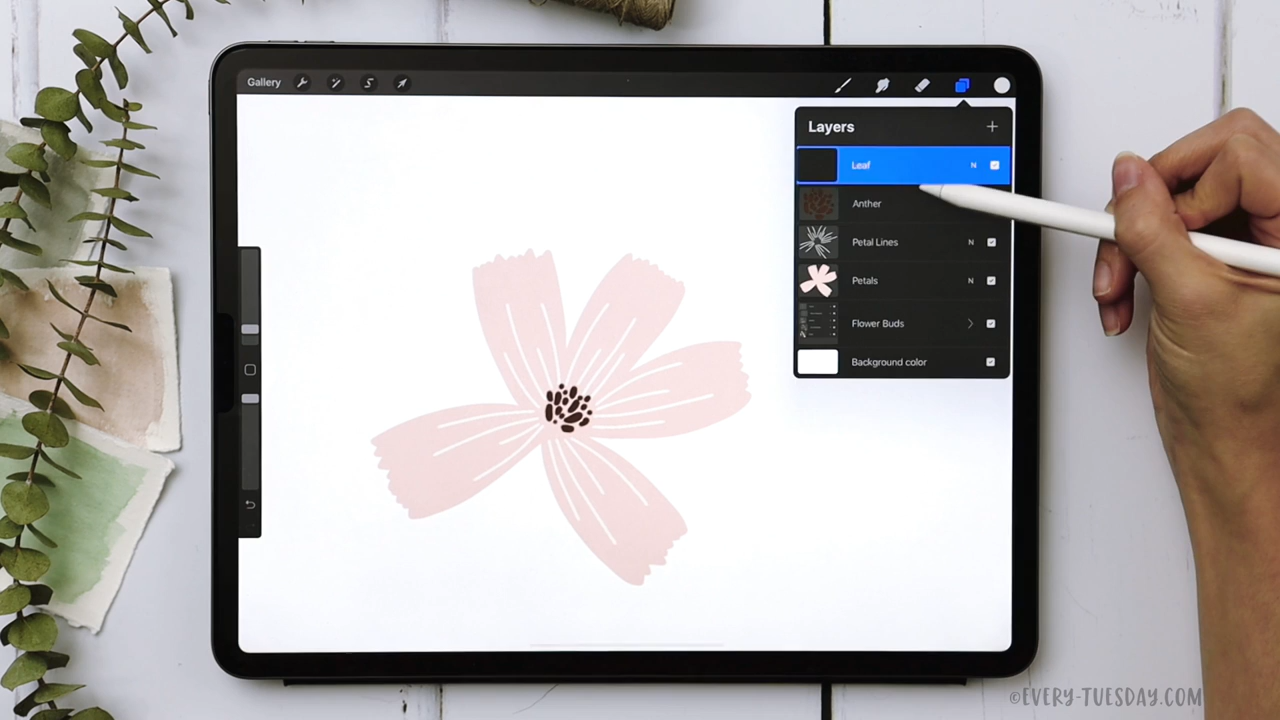 Gallery
Layers
Leaf N
Anther
Petal Lines N
Petals N
Flower Buds
Background color
©EVERY-TUESDAY.COM